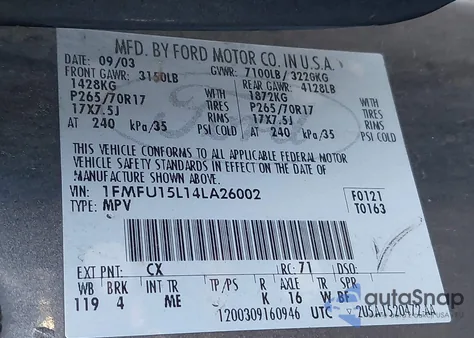 MFD. BY FORD MOTOR CO. IN U.S.A.
DATE: 09/03 GVWR: 7100LB/ 3220KG
FRONT GAWR: 3150LB REAR GAWR: 4128LB
1428KG WITH 1872KG WITH
P265/70R17 TIRES P265/70R17 TIRES
17X7.5J RIMS 17X7.5J RIMS
AT 240 kPa/35 PSI COLD AT 240 kPa/35 PSI COLD
THIS VEHICLE CONFORMS TO ALL APPLICABLE FEDERAL MOTOR
VEHICLE SAFETY STANDARDS IN EFFECT ON THE DATE OF
MANUFACTURE SHOWN ABOVE.
VIN: 1FMFU15L14LA26002 F0121
TYPE: MPV T0163
EXT PNT: CX RC: 71 DSO:
WB BRK INT TR TP/PS R AXLE TR SPR
119 4 ME K 16 W BF
1200309160946 UTC
autoSnap